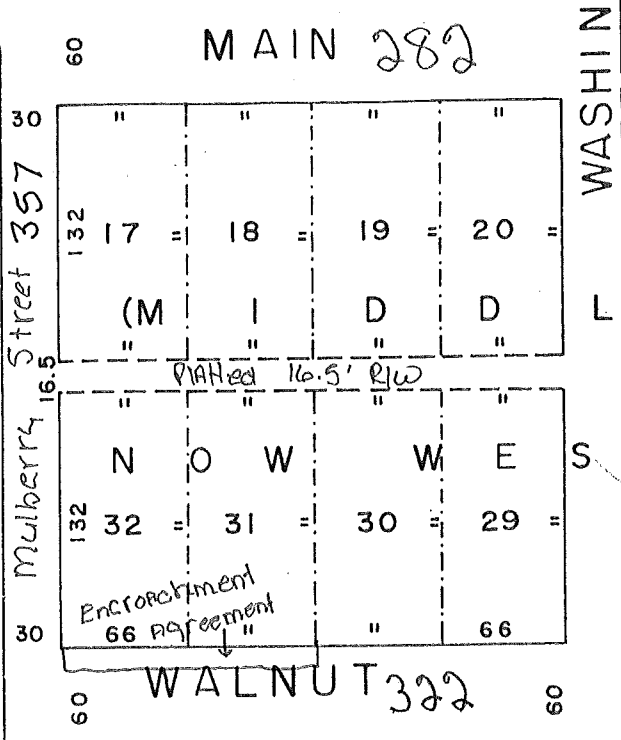 60 MAIN 282
WASHIN
30 " " " "
Mulberry Street 357
132 17 = 18 = 19 = 20 =
(M I D D L
" " " "
16.5
Platted 16.5' R/W
" " " "
N O W W E S
132 32 = 31 = 30 = 29 =
Encroachment
Agreement
30 66 " " 66
60 WALNUT 322 60